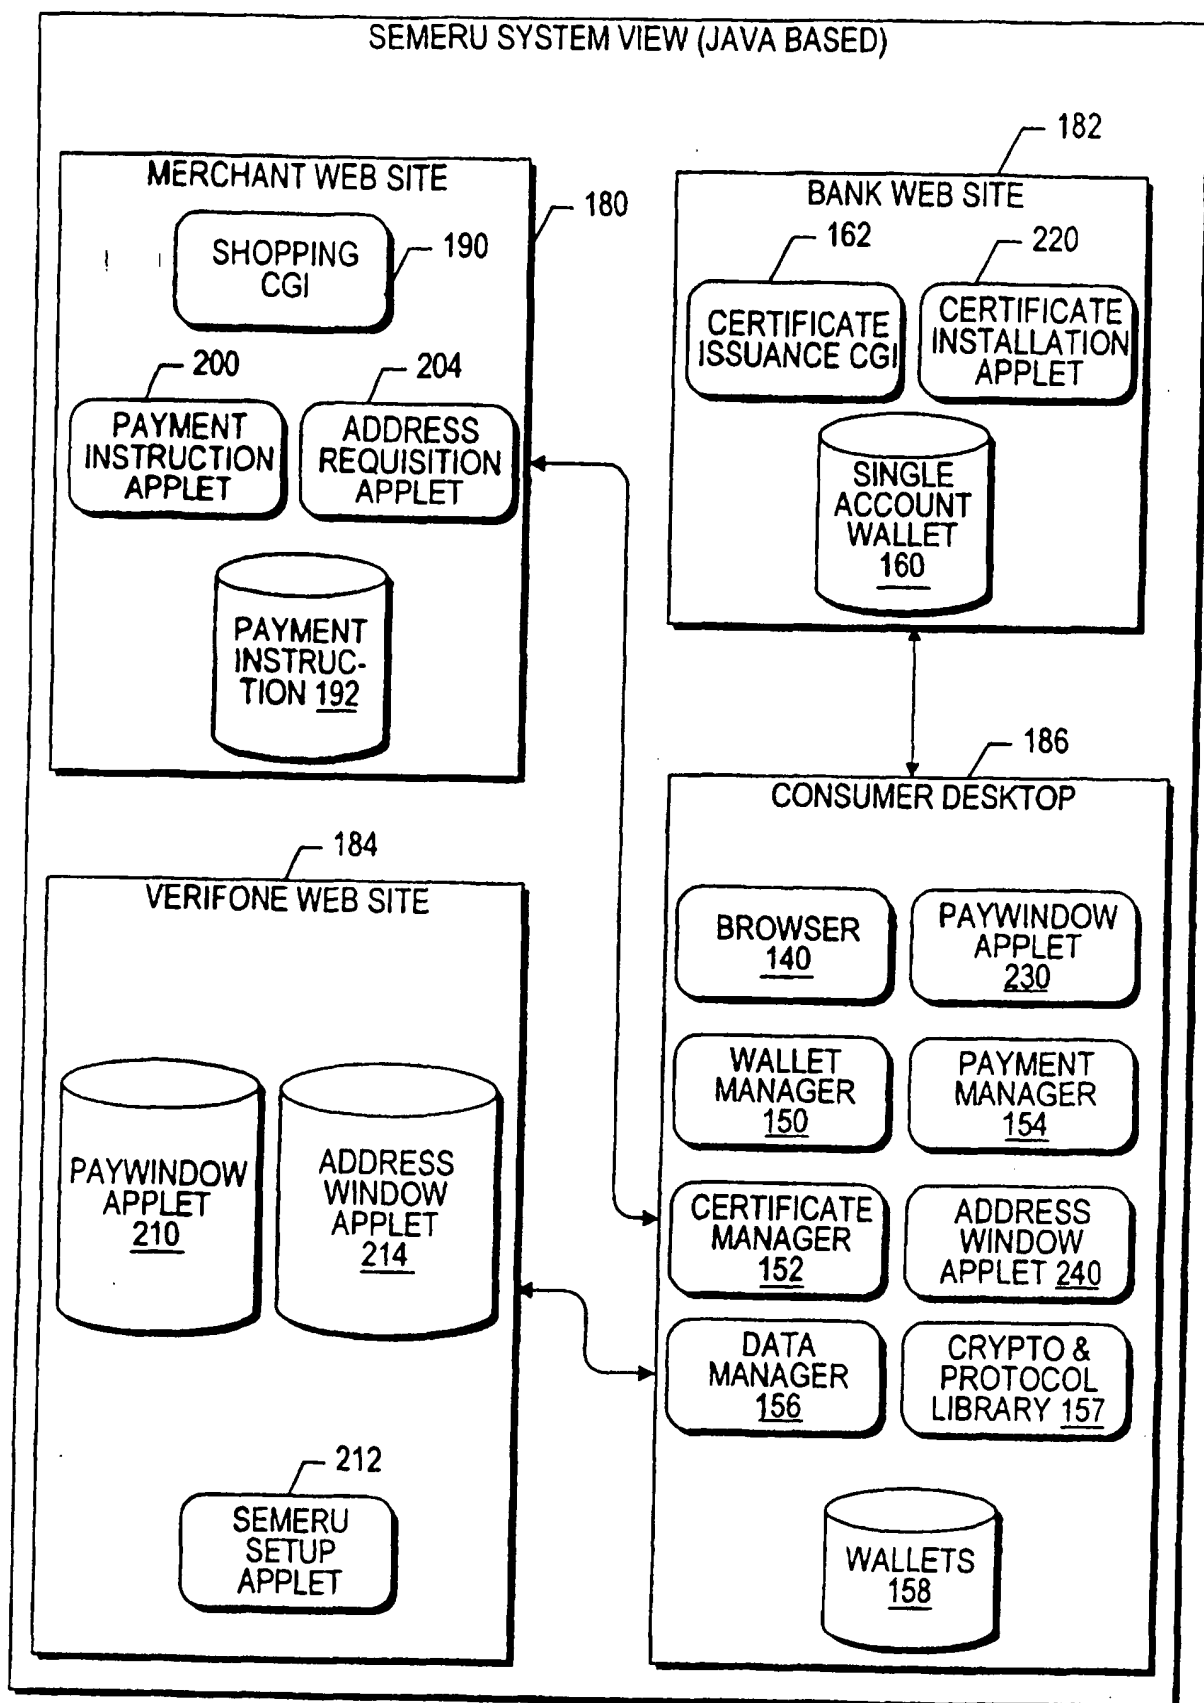 SEMERU SYSTEM VIEW (JAVA BASED)
MERCHANT WEB SITE
180
SHOPPING
CGI
190
200
PAYMENT
INSTRUCTION
APPLET
204
ADDRESS
REQUISITION
APPLET
PAYMENT
INSTRUC-
TION 192
182
BANK WEB SITE
162
CERTIFICATE
ISSUANCE CGI
220
CERTIFICATE
INSTALLATION
APPLET
SINGLE
ACCOUNT
WALLET
160
184
VERIFONE WEB SITE
PAYWINDOW
APPLET
210
ADDRESS
WINDOW
APPLET
214
212
SEMERU
SETUP
APPLET
186
CONSUMER DESKTOP
BROWSER
140
PAYWINDOW
APPLET
230
WALLET
MANAGER
150
PAYMENT
MANAGER
154
CERTIFICATE
MANAGER
152
ADDRESS
WINDOW
APPLET 240
DATA
MANAGER
156
CRYPTO &
PROTOCOL
LIBRARY 157
WALLETS
158